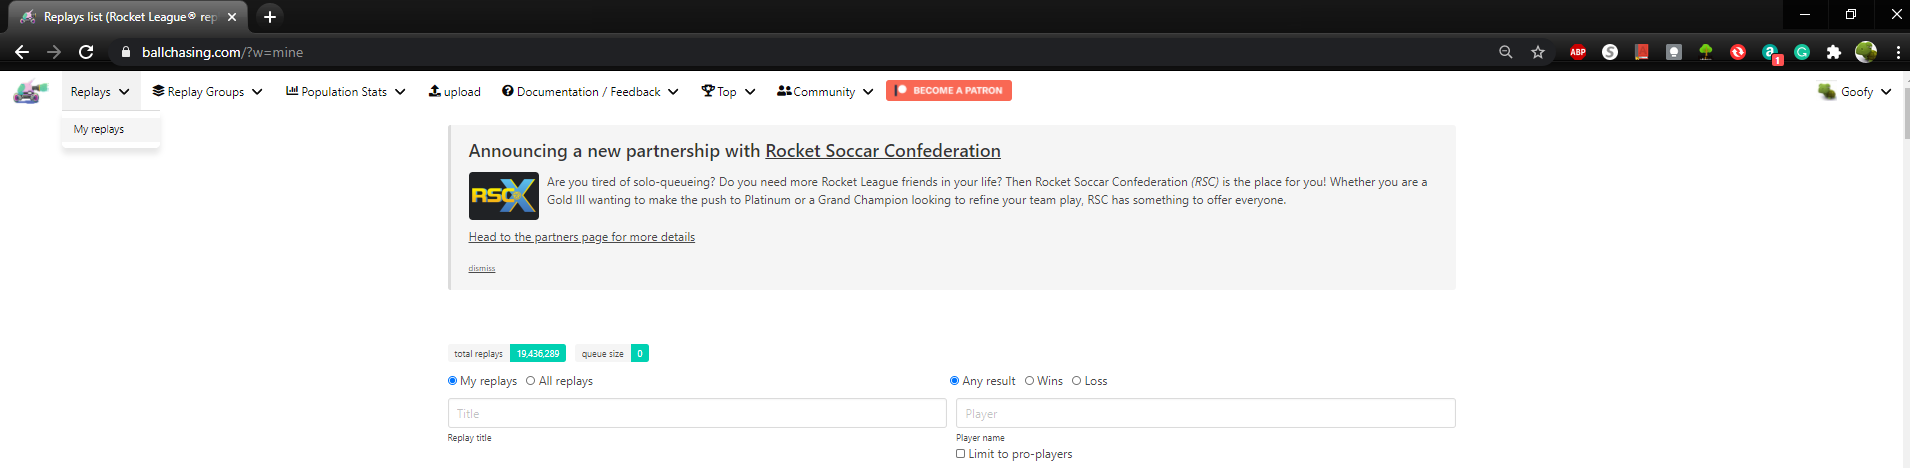 Replays list (Rocket League® rep
ballchasing.com/?w=mine
ABP
1
Replays
Replay Groups
Population Stats
upload
Documentation / Feedback
Top
Community
BECOME A PATRON
Goofy
My replays
Announcing a new partnership with Rocket Soccar Confederation
RSCX
Are you tired of solo-queueing? Do you need more Rocket League friends in your life? Then Rocket Soccar Confederation (RSC) is the place for you! Whether you are a
Gold III wanting to make the push to Platinum or a Grand Champion looking to refine your team play, RSC has something to offer everyone.
Head to the partners page for more details
dismiss
total replays 19,436,289 queue size 0
My replays All replays Any result Wins Loss
Title Player
Replay title Player name
Limit to pro-players